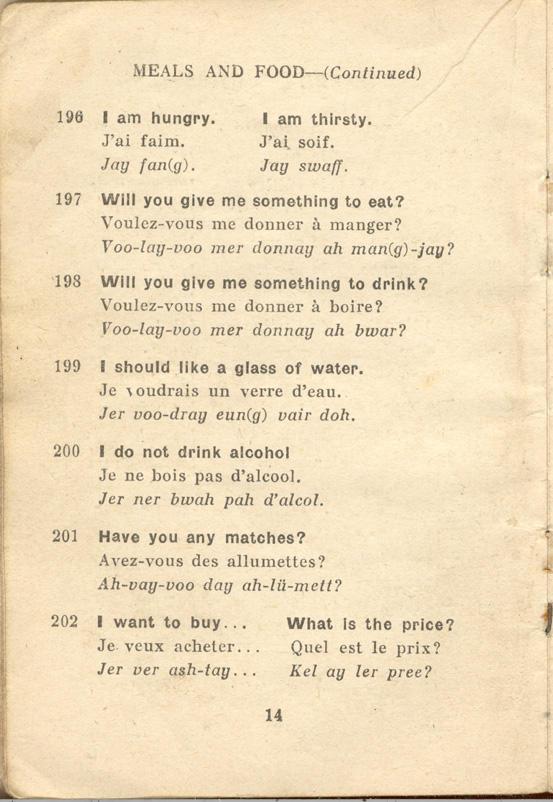 MEALS AND FOOD—(Continued)
196 I am hungry. I am thirsty.
J'ai faim. J'ai soif.
Jay fan(g). Jay swaff.
197 Will you give me something to eat?
Voulez-vous me donner à manger?
Voo-lay-voo mer donnay ah man(g)-jay?
198 Will you give me something to drink?
Voulez-vous me donner à boire?
Voo-lay-voo mer donnay ah bwar?
199 I should like a glass of water.
Je voudrais un verre d'eau.
Jer voo-dray eun(g) vair doh.
200 I do not drink alcohol
Je ne bois pas d'alcool.
Jer ner bwah pah d'alcol.
201 Have you any matches?
Avez-vous des allumettes?
Ah-vay-voo day ah-lü-mett?
202 I want to buy... What is the price?
Je veux acheter... Quel est le prix?
Jer ver ash-tay... Kel ay ler pree?
14